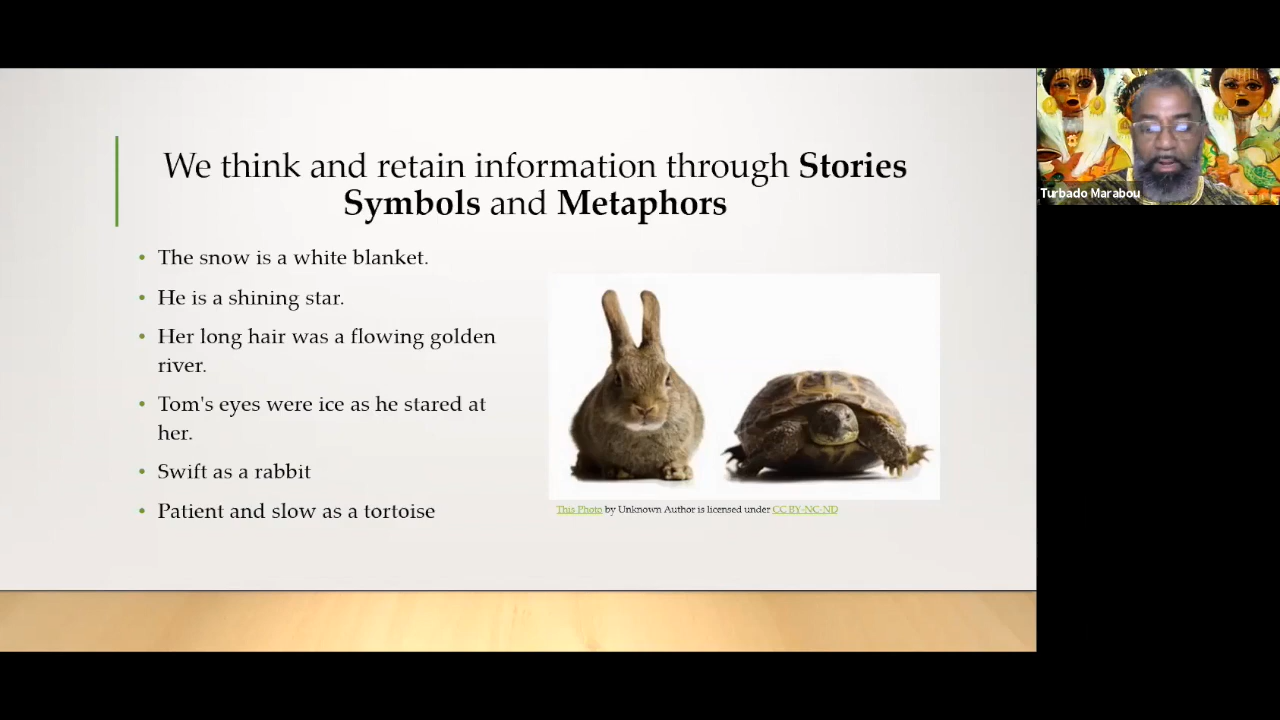 We think and retain information through Stories
Symbols and Metaphors
• The snow is a white blanket.
• He is a shining star.
• Her long hair was a flowing golden
river.
• Tom's eyes were ice as he stared at
her.
• Swift as a rabbit
• Patient and slow as a tortoise
This Photo by Unknown Author is licensed under CC BY-NC-ND
Turbado Marabou